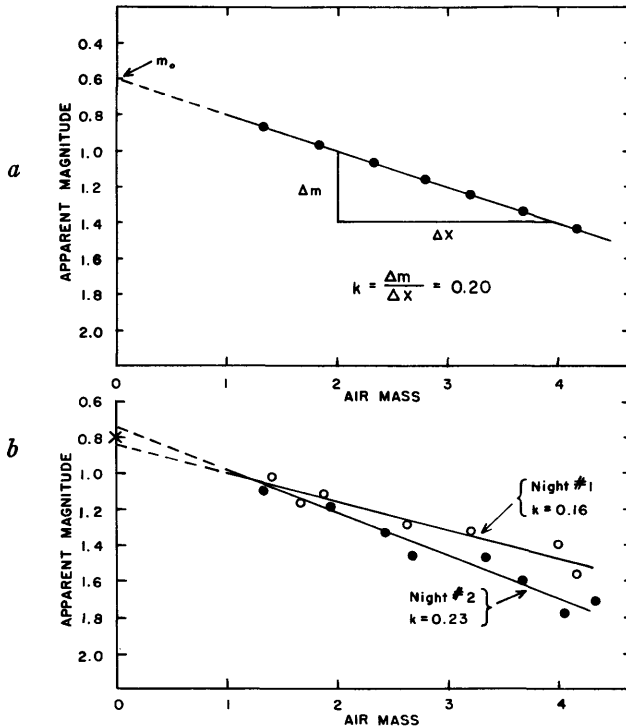 a
0.4
0.6
0.8
1.0
1.2
1.4
1.6
1.8
2.0
APPARENT MAGNITUDE
m₀
Δm
ΔX
k = Δm/ΔX = 0.20
0 1 2 3 4
AIR MASS
b
0.6
0.8
1.0
1.2
1.4
1.6
1.8
2.0
APPARENT MAGNITUDE
Night #1
k = 0.16
Night #2
k = 0.23
0 1 2 3 4
AIR MASS